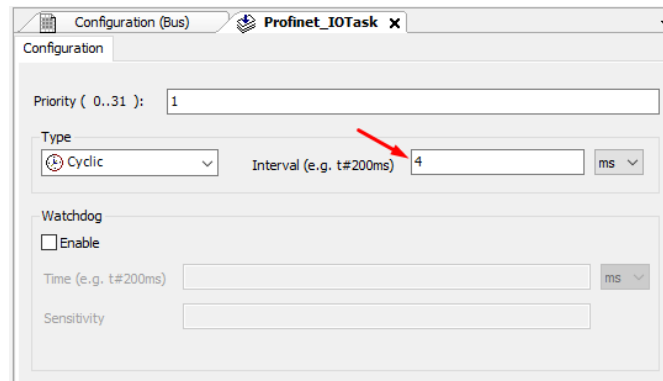 Configuration (Bus) Profinet_IOTask x
Configuration
Priority ( 0..31 ): 1
Type
Cyclic Interval (e.g. t#200ms) 4 ms
Watchdog
Enable
Time (e.g. t#200ms) ms
Sensitivity